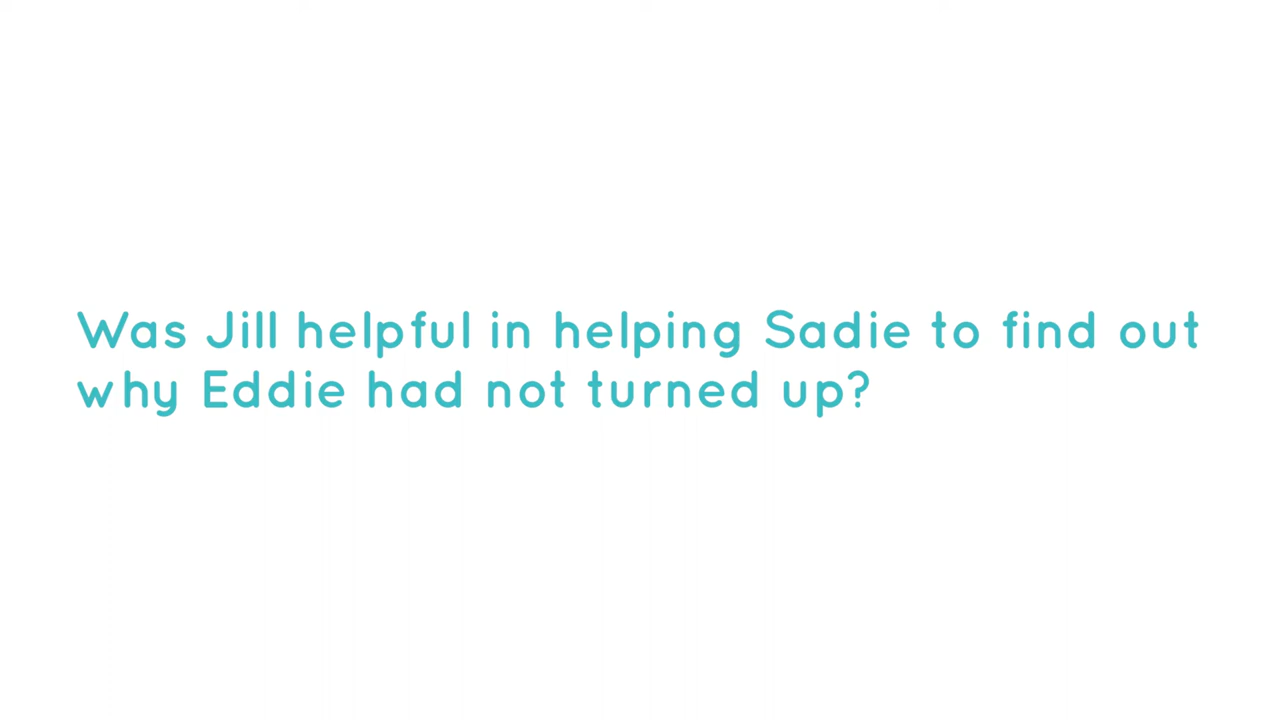 Was Jill helpful in helping Sadie to find out
why Eddie had not turned up?